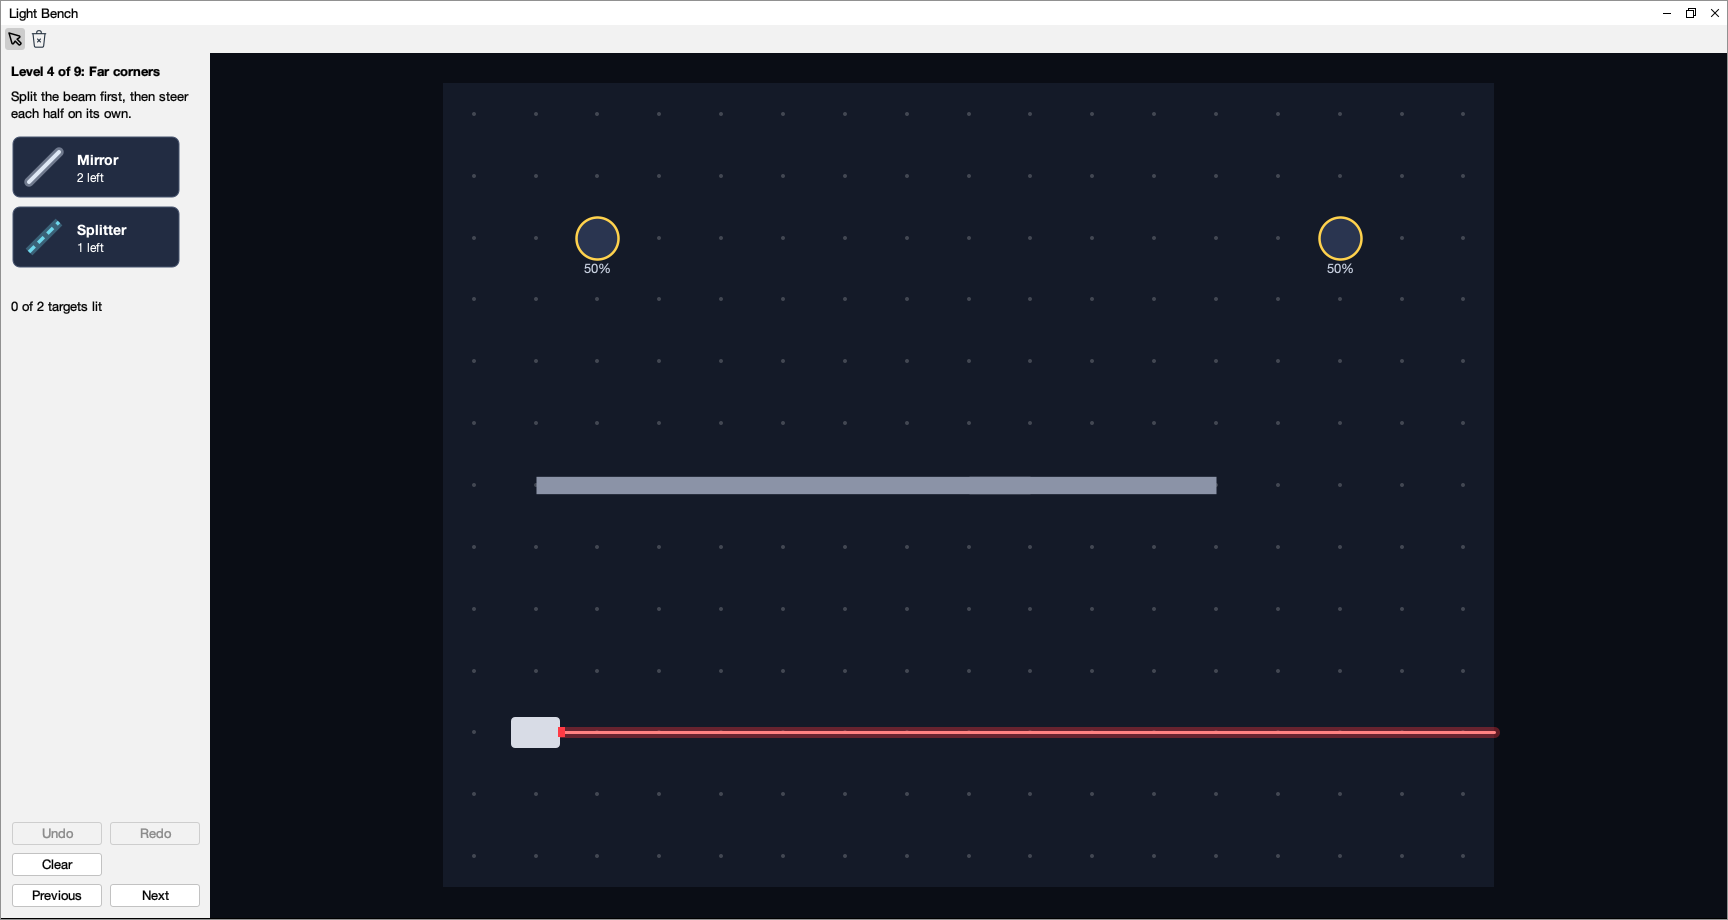 Light Bench
Level 4 of 9: Far corners
Split the beam first, then steer
each half on its own.
Mirror
2 left
Splitter
1 left
0 of 2 targets lit
50%
50%
Undo
Redo
Clear
Previous
Next